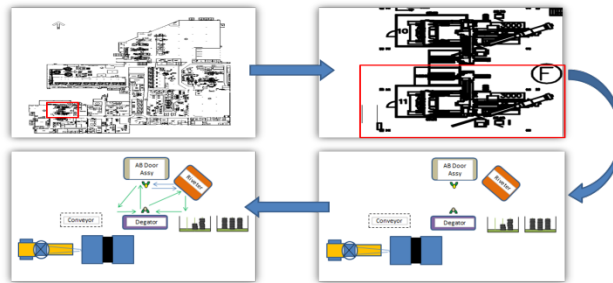 10
F
11
AB Door
Assy
Riveter
Conveyor
Degator
AB Door
Assy
Riveter
Conveyor
Degator